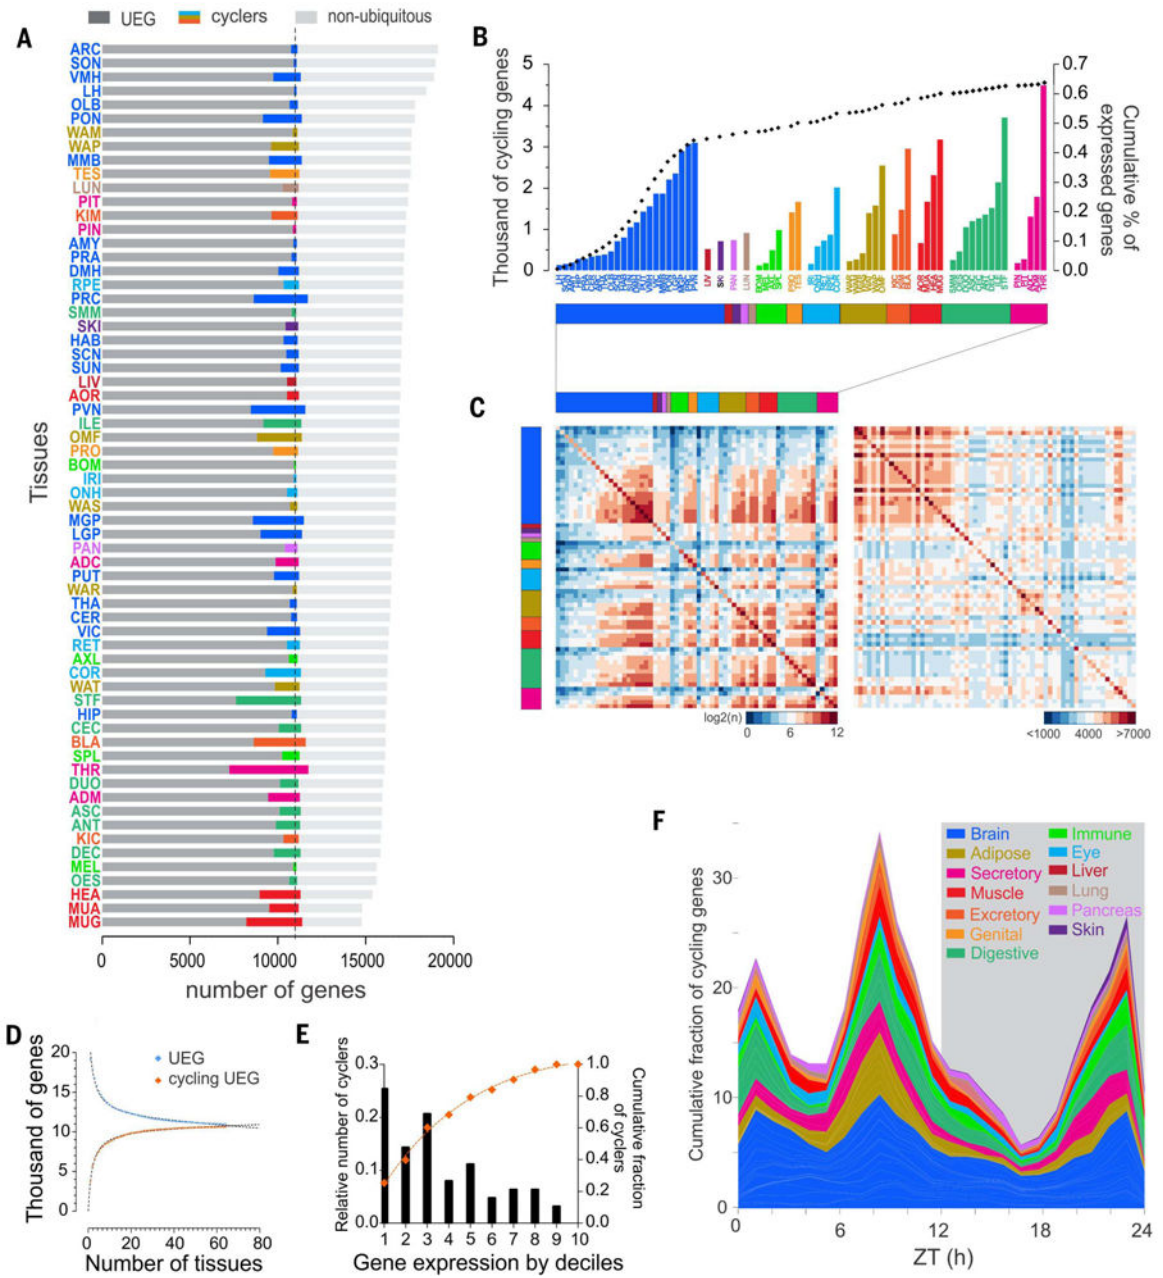 UEG cyclers non-ubiquitous
A
Tissues
ARC
SON
VMH
LH
OLB
PON
WAM
WAP
MMB
TES
LUN
PIT
KIM
PIN
AMY
PRA
DMH
RPE
PRC
SMM
SKI
HAB
SCN
SUN
LIV
AOR
PVN
ILE
OMF
PRO
BOM
IRI
ONH
WAS
MGP
LGP
PAN
ADC
PUT
WAR
THA
CER
VIC
RET
AXL
COR
WAT
STF
HIP
CEC
BLA
SPL
THR
DUO
ADM
ASC
ANT
KIC
DEC
MEL
OES
HEA
MUA
MUG
0 5000 10000 15000 20000
number of genes
B
Thousand of cycling genes
5
4
3
2
1
0
0.7
0.6
0.5
0.4
0.3
0.2
0.1
0.0
Cumulative % of
expressed genes
LIV SKI PAN LUN
C
log2(n)
0 6 12
<1000 4000 >7000
D
Thousand of genes
20
15
10
5
0
UEG
cycling UEG
0 20 40 60 80
Number of tissues
E
Relative number of cyclers
0.3
0.2
0.1
0.0
1.0
0.8
0.6
0.4
0.2
0.0
Cumulative fraction
of cyclers
1 2 3 4 5 6 7 8 9 10
Gene expression by deciles
F
Cumulative fraction of cycling genes
30
20
10
0
Brain
Adipose
Secretory
Muscle
Excretory
Genital
Digestive
Immune
Eye
Liver
Lung
Pancreas
Skin
0 6 12 18 24
ZT (h)